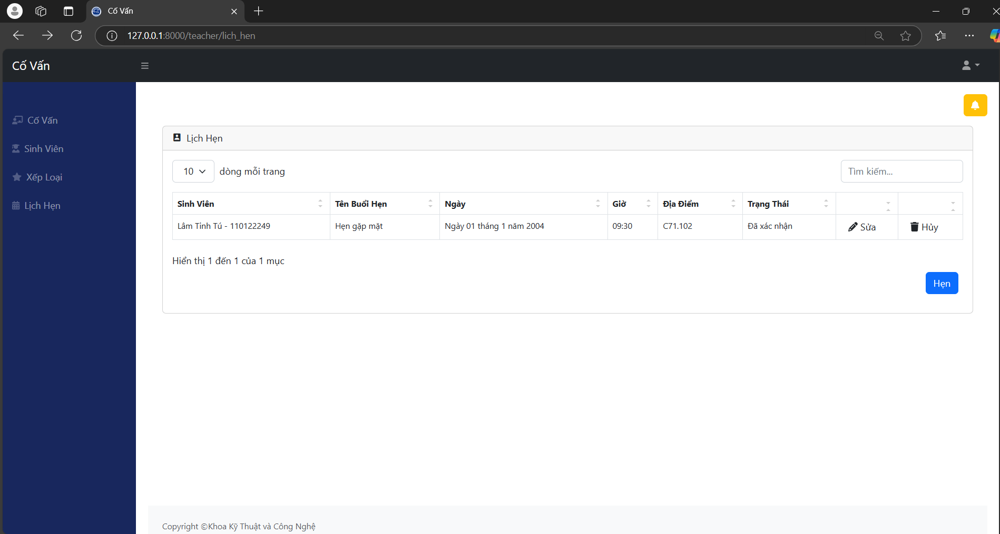 Cố Vấn
127.0.0.1:8000/teacher/lich_hen
Cố Vấn
Cố Vấn
Sinh Viên
Xếp Loại
Lịch Hẹn
Lịch Hẹn
10 dòng mỗi trang
Tìm kiếm...
Sinh Viên Tên Buổi Hẹn Ngày Giờ Địa Điểm Trạng Thái
Lâm Tinh Tú - 110122249 Hẹn gặp mặt Ngày 01 tháng 1 năm 2004 09:30 C71.102 Đã xác nhận Sửa Hủy
Hiển thị 1 đến 1 của 1 mục
Hẹn
Copyright ©Khoa Kỹ Thuật và Công Nghệ